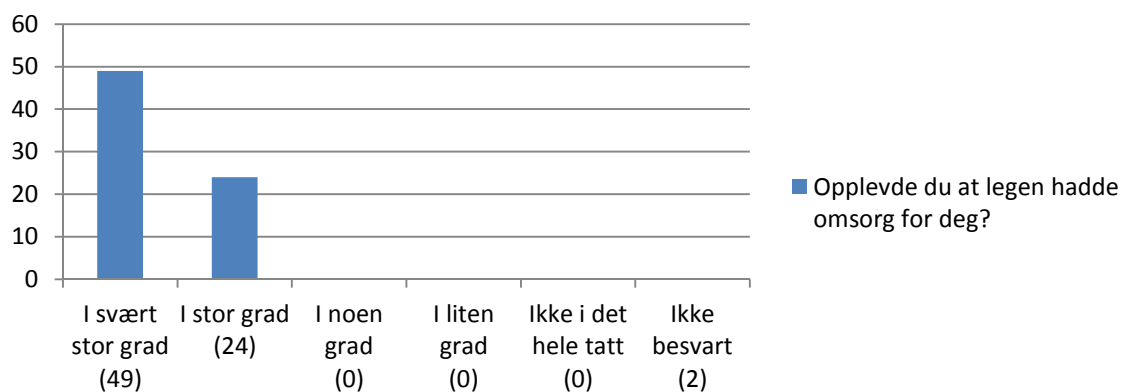 60
50
40
30
20
10
0
I svært
stor grad
(49)
I stor grad
(24)
I noen
grad
(0)
I liten
grad
(0)
Ikke i det
hele tatt
(0)
Ikke
besvart
(2)
Opplevde du at legen hadde
omsorg for deg?